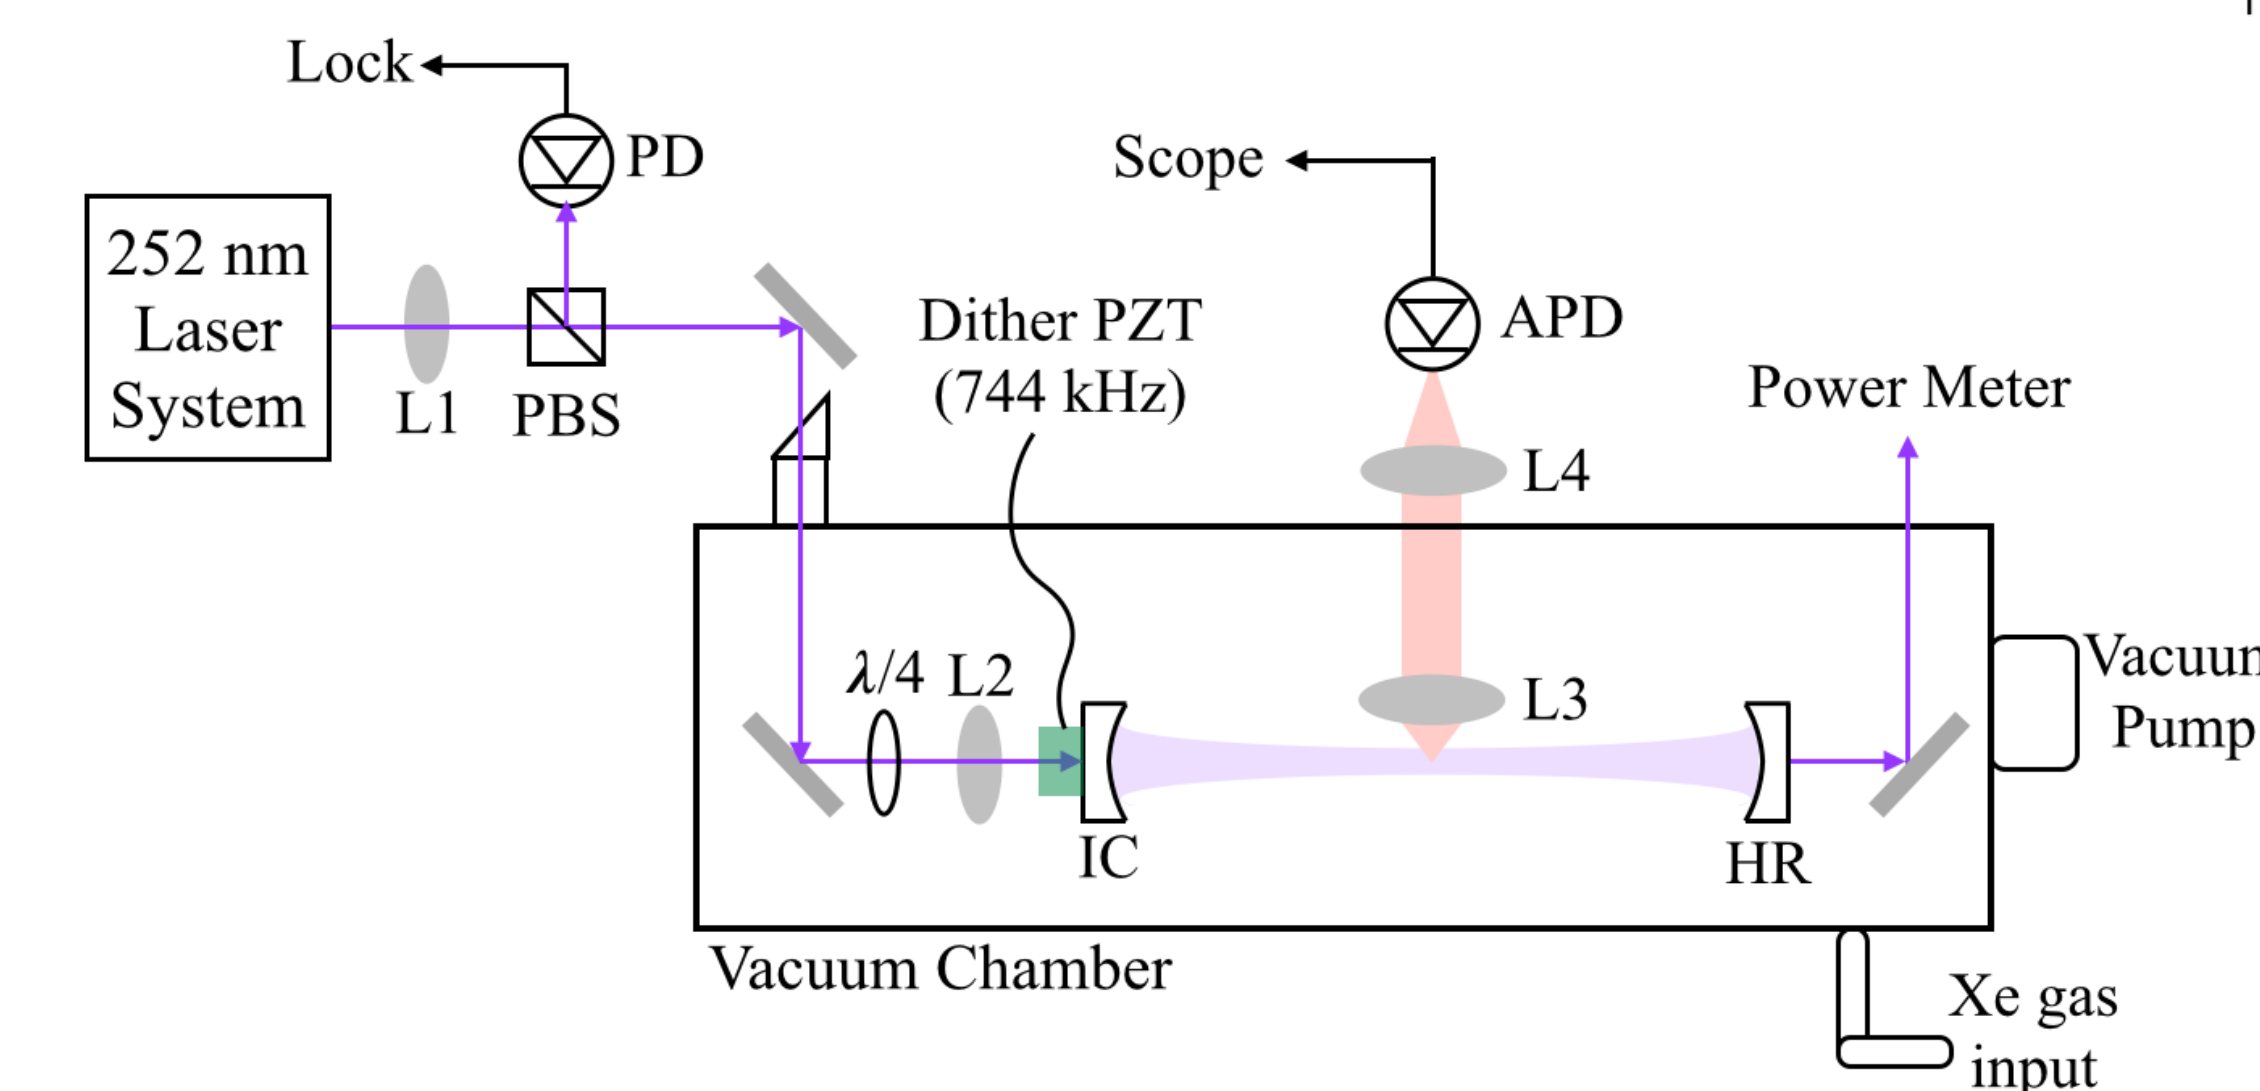 Lock
PD
252 nm
Laser
System
L1
PBS
Scope
APD
Dither PZT
(744 kHz)
Power Meter
L4
λ/4
L2
L3
IC
HR
Vacuum Chamber
Pump
Xe gas
input